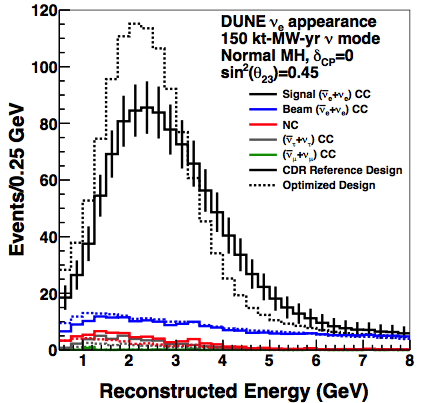 DUNE νe appearance
150 kt-MW-yr ν mode
Normal MH, δCP=0
sin²(θ23)=0.45
Signal (ν̄e+νe) CC
Beam (ν̄e+νe) CC
NC
(ν̄τ+ντ) CC
(ν̄μ+νμ) CC
CDR Reference Design
Optimized Design
Events/0.25 GeV
120
100
80
60
40
20
0
1 2 3 4 5 6 7 8
Reconstructed Energy (GeV)